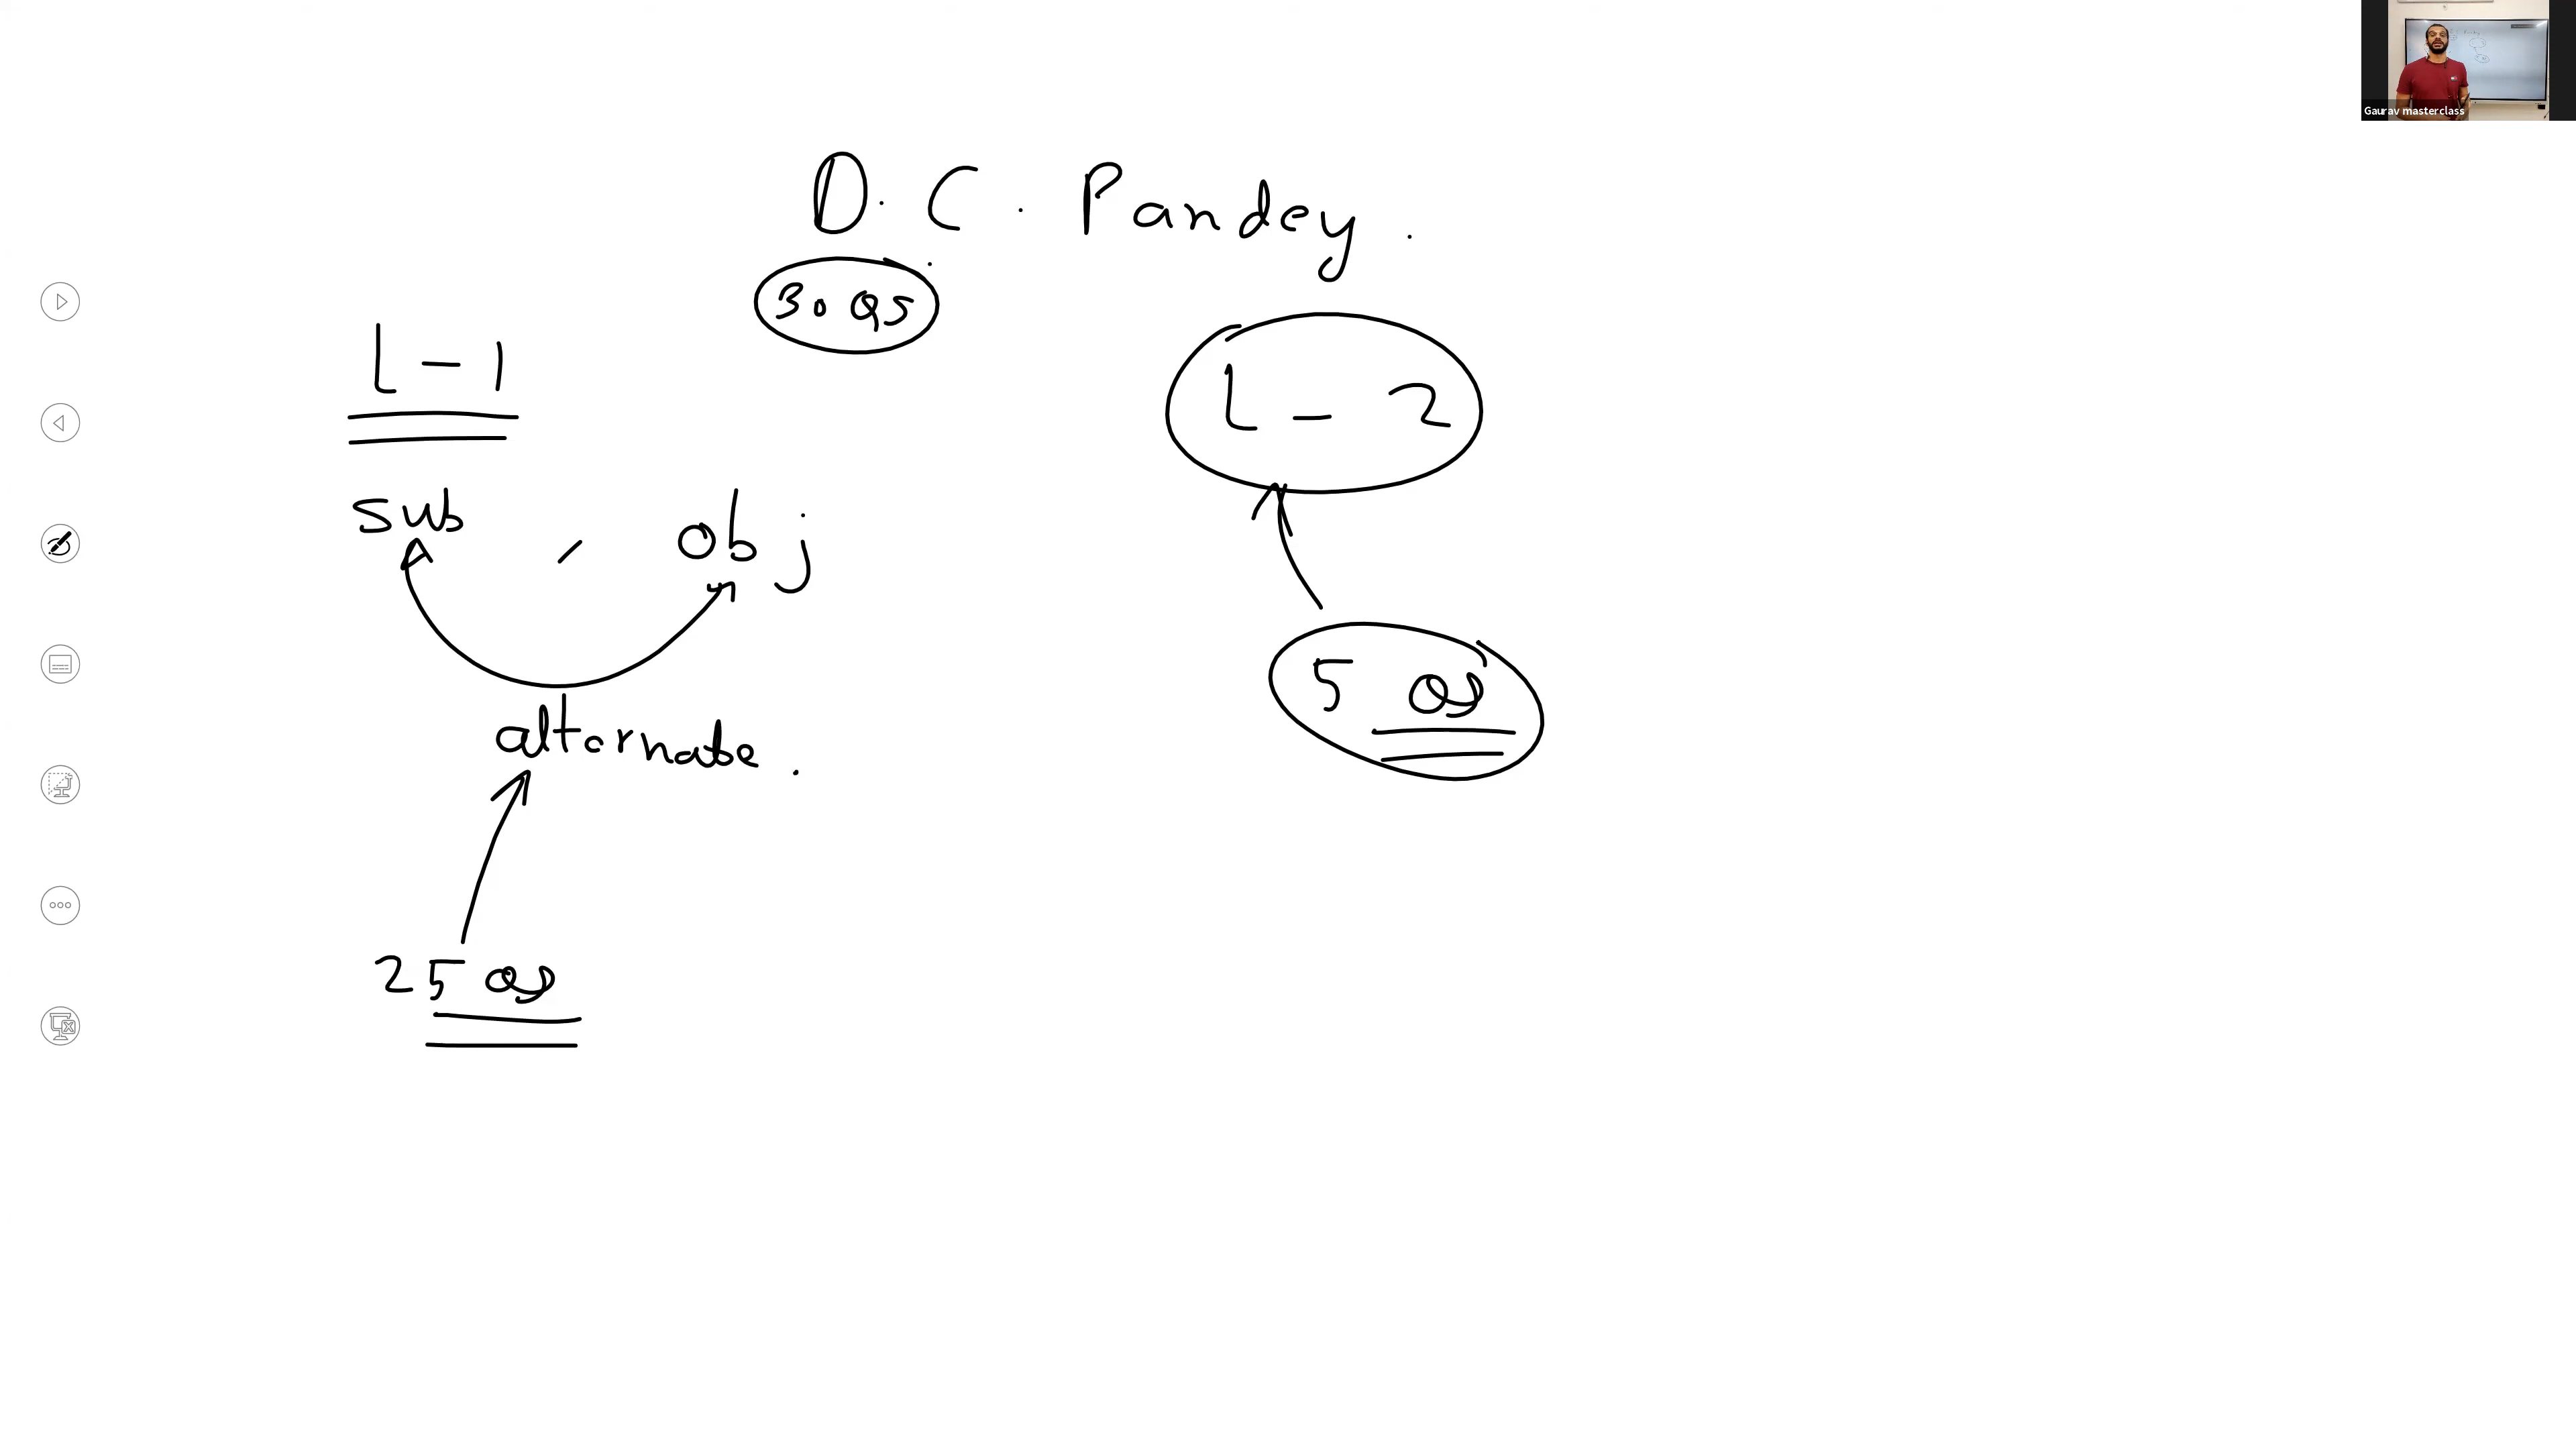 Gaurav masterclass
D. C. Pandey.
30 Qs
L - 1
L - 2
sub , obj
5 Qs
alternate.
25 Qs